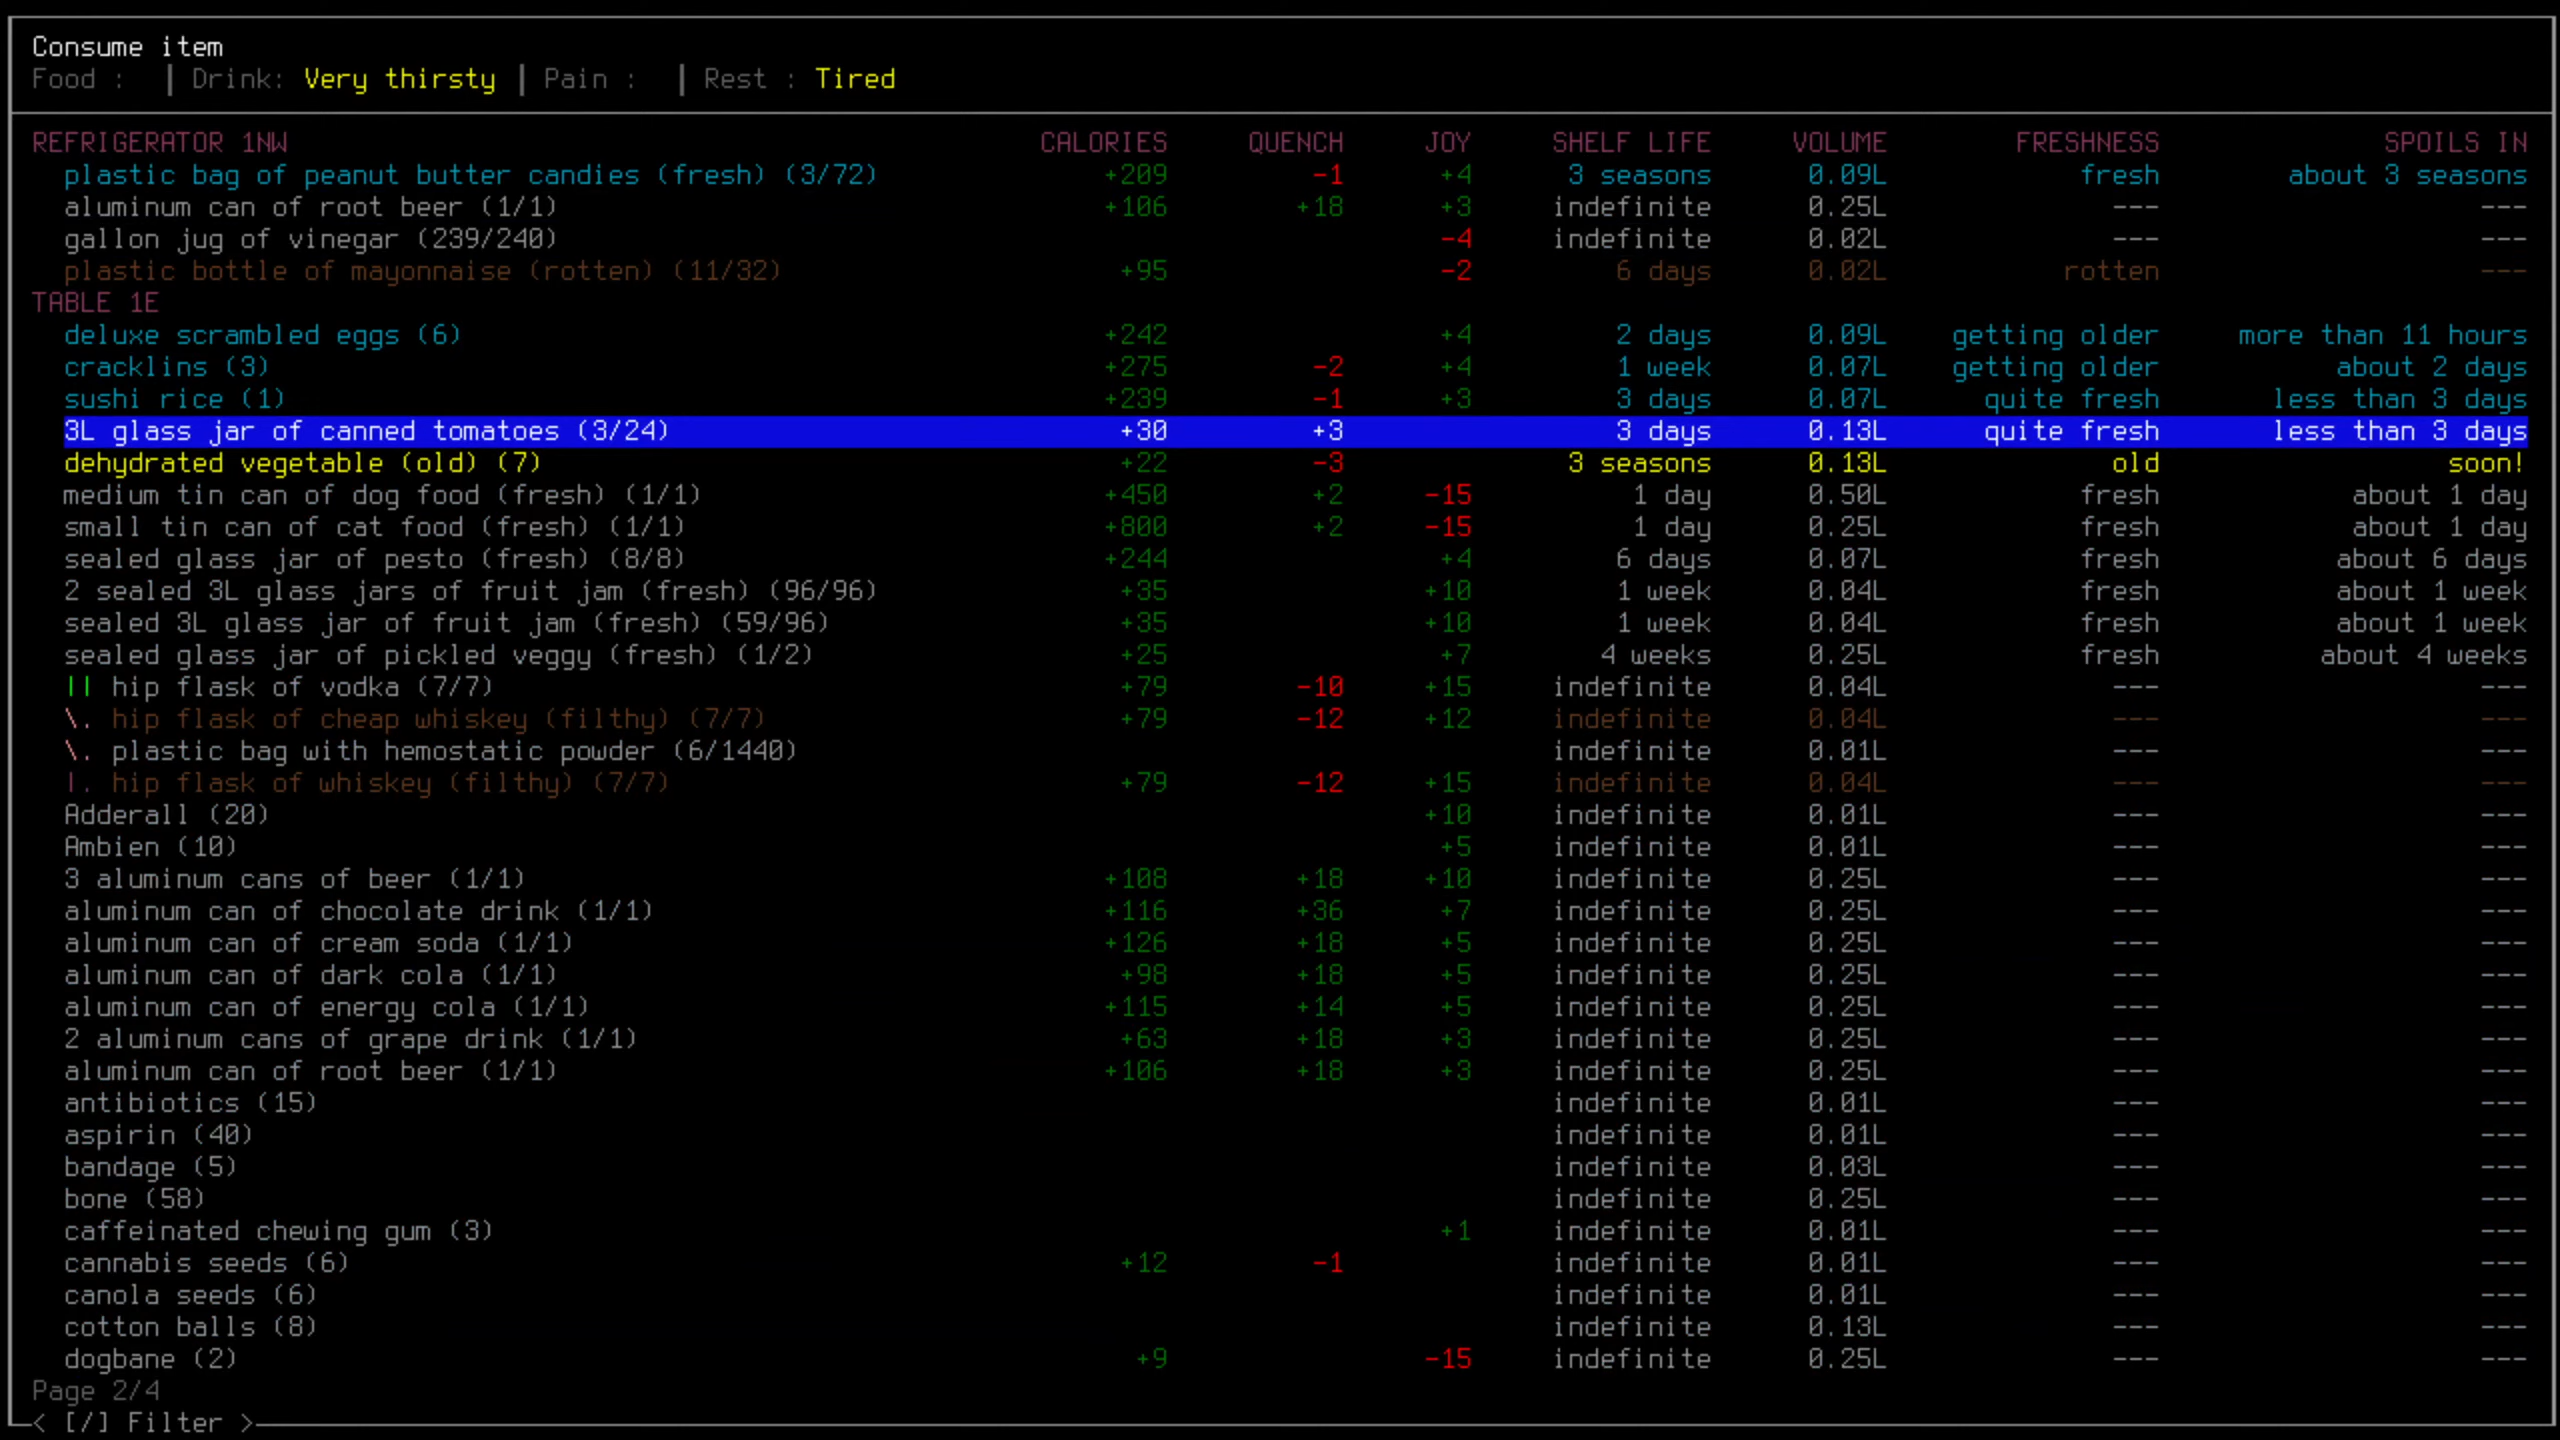 Consume item
Food :   | Drink: Very thirsty | Pain :   | Rest : Tired
REFRIGERATOR 1NW CALORIES QUENCH JOY SHELF LIFE VOLUME FRESHNESS SPOILS IN
plastic bag of peanut butter candies (fresh) (3/72) +209 -1 +4 3 seasons 0.09L fresh about 3 seasons
aluminum can of root beer (1/1) +106 +18 +3 indefinite 0.25L --- ---
gallon jug of vinegar (239/240) -4 indefinite 0.02L --- ---
plastic bottle of mayonnaise (rotten) (11/32) +95 -2 6 days 0.02L rotten ---
TABLE 1E
deluxe scrambled eggs (6) +242 +4 2 days 0.09L getting older more than 11 hours
cracklins (3) +275 -2 +4 1 week 0.07L getting older about 2 days
sushi rice (1) +239 -1 +3 3 days 0.07L quite fresh less than 3 days
3L glass jar of canned tomatoes (3/24) +30 +3 3 days 0.13L quite fresh less than 3 days
dehydrated vegetable (old) (7) +22 -3 3 seasons 0.13L old soon!
medium tin can of dog food (fresh) (1/1) +450 +2 -15 1 day 0.50L fresh about 1 day
small tin can of cat food (fresh) (1/1) +800 +2 -15 1 day 0.25L fresh about 1 day
sealed glass jar of pesto (fresh) (8/8) +244 +4 6 days 0.07L fresh about 6 days
2 sealed 3L glass jars of fruit jam (fresh) (96/96) +35 +10 1 week 0.04L fresh about 1 week
sealed 3L glass jar of fruit jam (fresh) (59/96) +35 +10 1 week 0.04L fresh about 1 week
sealed glass jar of pickled veggy (fresh) (1/2) +25 +7 4 weeks 0.25L fresh about 4 weeks
|| hip flask of vodka (7/7) +79 -10 +15 indefinite 0.04L --- ---
\. hip flask of cheap whiskey (filthy) (7/7) +79 -12 +12 indefinite 0.04L --- ---
\. plastic bag with hemostatic powder (6/1440) indefinite 0.01L --- ---
|. hip flask of whiskey (filthy) (7/7) +79 -12 +15 indefinite 0.04L --- ---
Adderall (20) +10 indefinite 0.01L --- ---
Ambien (10) +5 indefinite 0.01L --- ---
3 aluminum cans of beer (1/1) +108 +18 +10 indefinite 0.25L --- ---
aluminum can of chocolate drink (1/1) +116 +36 +7 indefinite 0.25L --- ---
aluminum can of cream soda (1/1) +126 +18 +5 indefinite 0.25L --- ---
aluminum can of dark cola (1/1) +98 +18 +5 indefinite 0.25L --- ---
aluminum can of energy cola (1/1) +115 +14 +5 indefinite 0.25L --- ---
2 aluminum cans of grape drink (1/1) +63 +18 +3 indefinite 0.25L --- ---
aluminum can of root beer (1/1) +106 +18 +3 indefinite 0.25L --- ---
antibiotics (15) indefinite 0.01L --- ---
aspirin (40) indefinite 0.01L --- ---
bandage (5) indefinite 0.03L --- ---
bone (58) indefinite 0.25L --- ---
caffeinated chewing gum (3) +1 indefinite 0.01L --- ---
cannabis seeds (6) +12 -1 indefinite 0.01L --- ---
canola seeds (6) indefinite 0.01L --- ---
cotton balls (8) indefinite 0.13L --- ---
dogbane (2) +9 -15 indefinite 0.25L --- ---
Page 2/4
< [/] Filter >